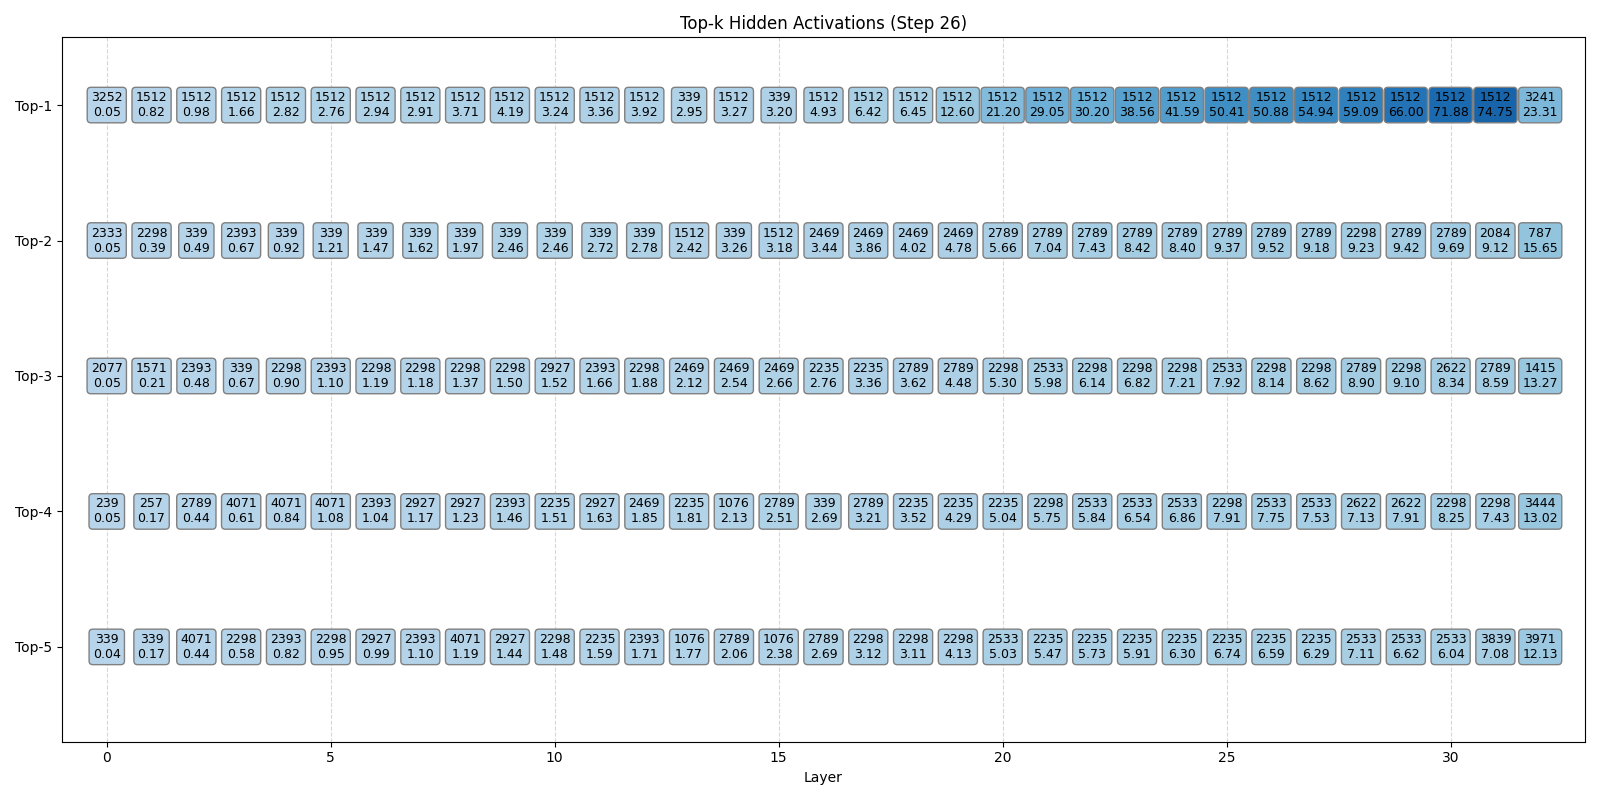 Top-k Hidden Activations (Step 26)
Top-1
3252 1512 1512 1512 1512 1512 1512 1512 1512 1512 1512 1512 1512 339 1512 339 1512 1512 1512 1512 1512 1512 1512 1512 1512 1512 1512 1512 1512 1512 1512 1512 3241
0.05 0.82 0.98 1.66 2.82 2.76 2.94 2.91 3.71 4.19 3.24 3.36 3.92 2.95 3.27 3.20 4.93 6.42 6.45 12.60 21.20 29.05 30.20 38.56 41.59 50.41 50.88 54.94 59.09 66.00 71.88 74.75 23.31
Top-2
2333 2298 339 2393 339 339 339 339 339 339 339 339 339 1512 339 1512 2469 2469 2469 2469 2789 2789 2789 2789 2789 2789 2789 2789 2298 2789 2789 2084 787
0.05 0.39 0.49 0.67 0.92 1.21 1.47 1.62 1.97 2.46 2.46 2.72 2.78 2.42 3.26 3.18 3.44 3.86 4.02 4.78 5.66 7.04 7.43 8.42 8.40 9.37 9.52 9.18 9.23 9.42 9.69 9.12 15.65
Top-3
2077 1571 2393 339 2298 2393 2298 2298 2298 2298 2927 2393 2298 2469 2469 2469 2235 2235 2789 2789 2298 2533 2298 2298 2298 2533 2298 2298 2789 2298 2622 2789 1415
0.05 0.21 0.48 0.67 0.90 1.10 1.19 1.18 1.37 1.50 1.52 1.66 1.88 2.12 2.54 2.66 2.76 3.36 3.62 4.48 5.30 5.98 6.14 6.82 7.21 7.92 8.14 8.62 8.90 9.10 8.34 8.59 13.27
Top-4
239 257 2789 4071 4071 4071 2393 2927 2927 2393 2235 2927 2469 2235 1076 2789 339 2789 2235 2235 2235 2298 2533 2533 2533 2298 2533 2533 2622 2622 2298 2298 3444
0.05 0.17 0.44 0.61 0.84 1.08 1.04 1.17 1.23 1.46 1.51 1.63 1.85 1.81 2.13 2.51 2.69 3.21 3.52 4.29 5.04 5.75 5.84 6.54 6.86 7.91 7.75 7.53 7.13 7.91 8.25 7.43 13.02
Top-5
339 339 4071 2298 2393 2298 2927 2393 4071 2927 2298 2235 2393 1076 2789 1076 2789 2298 2298 2298 2533 2235 2235 2235 2235 2235 2235 2235 2533 2533 2533 3839 3971
0.04 0.17 0.44 0.58 0.82 0.95 0.99 1.10 1.19 1.44 1.48 1.59 1.71 1.77 2.06 2.38 2.69 3.12 3.11 4.13 5.03 5.47 5.73 5.91 6.30 6.74 6.59 6.29 7.11 6.62 6.04 7.08 12.13
0 5 10 15 20 25 30
Layer